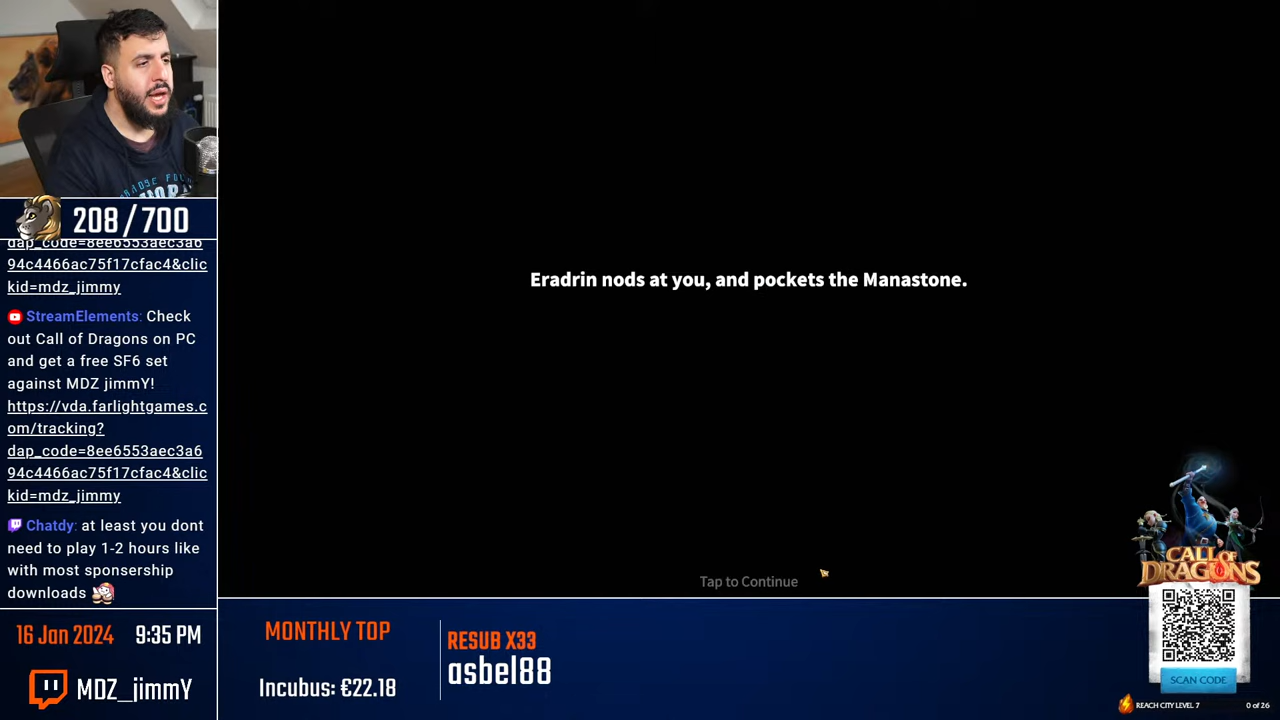 208 / 700
dap_code=8ee6553aec3a6
94c4466ac75f17cfac4&clic
kid=mdz_jimmy
StreamElements: Check
out Call of Dragons on PC
and get a free SF6 set
against MDZ jimmY!
https://vda.farlightgames.c
om/tracking?
dap_code=8ee6553aec3a6
94c4466ac75f17cfac4&clic
kid=mdz_jimmy
Chatdy: at least you dont
need to play 1-2 hours like
with most sponsership
downloads
16 Jan 2024 9:35 PM
MDZ_jimmY
Eradrin nods at you, and pockets the Manastone.
Tap to Continue
MONTHLY TOP
Incubus: €22.18
RESUB X33
asbel88
CALL OF
DRAGONS
SCAN CODE
REACH CITY LEVEL 7 0 of 26